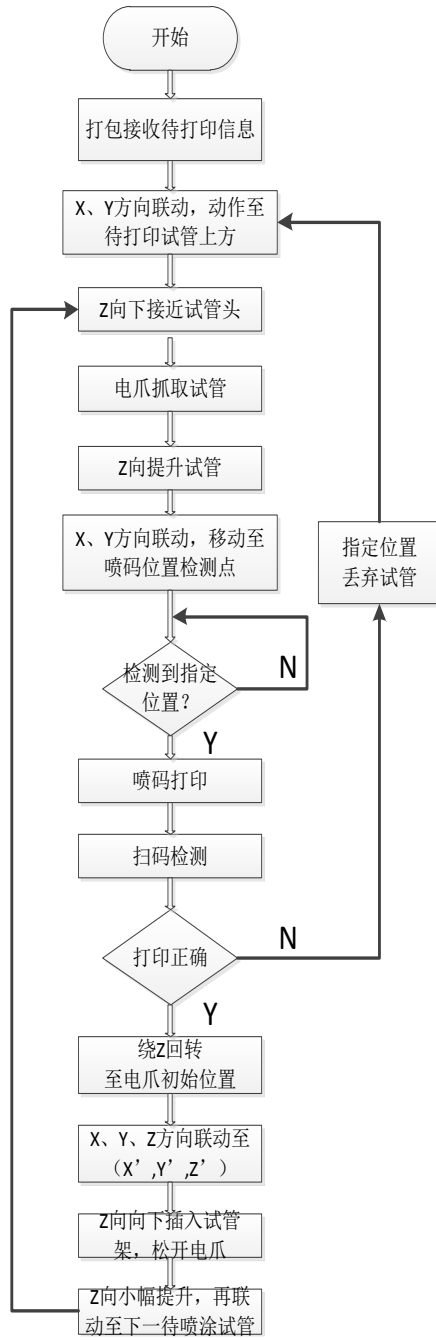 开始
打包接收待打印信息
X、Y方向联动，动作至
待打印试管上方
Z向下接近试管头
电爪抓取试管
Z向提升试管
X、Y方向联动，移动至
喷码位置检测点
指定位置
丢弃试管
检测到指定
位置？
N
Y
喷码打印
扫码检测
打印正确
N
Y
绕Z回转
至电爪初始位置
X、Y、Z方向联动至
（X’,Y’,Z’）
Z向向下插入试管
架，松开电爪
Z向小幅提升，再联
动至下一待喷涂试管